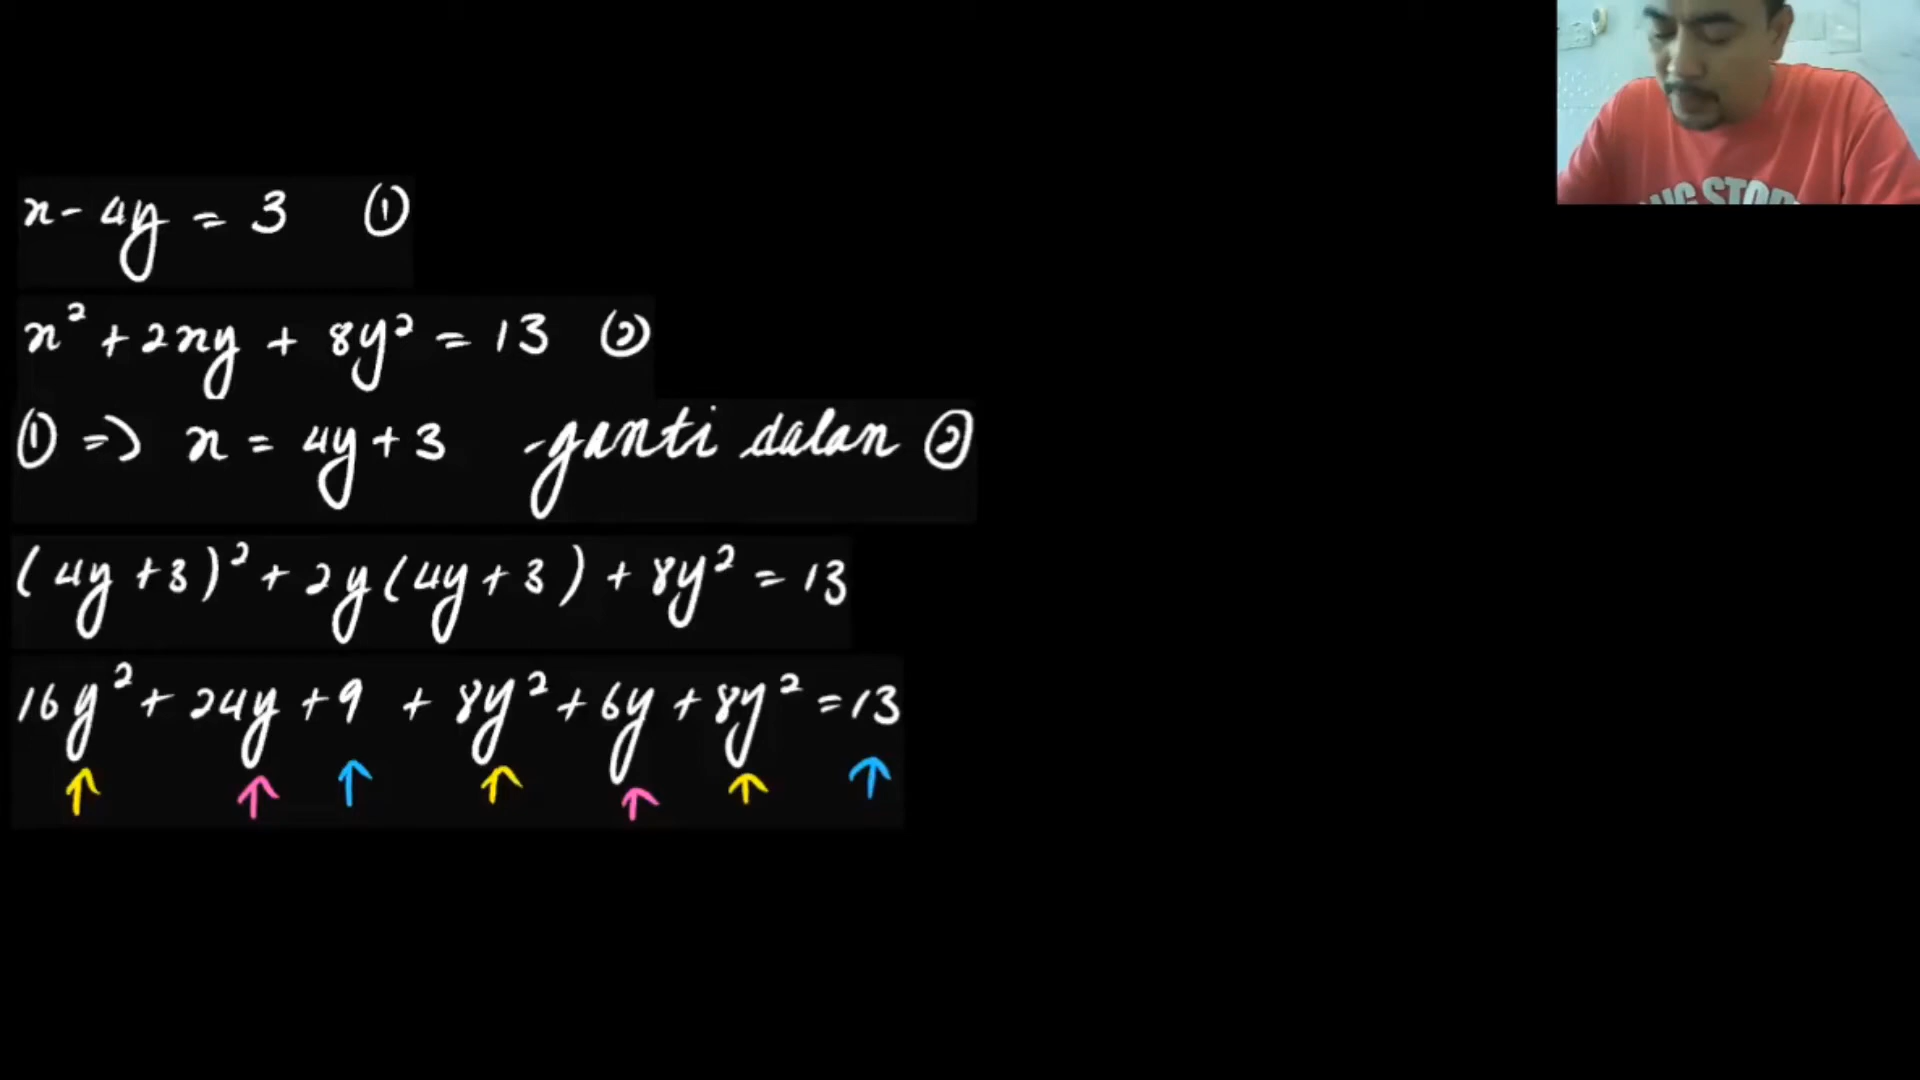 x - 4y = 3 ①
x² + 2xy + 8y² = 13 ②
① => x = 4y + 3 - ganti dalan ②
(4y + 3)² + 2y(4y + 3) + 8y² = 13
16y² + 24y + 9 + 8y² + 6y + 8y² = 13